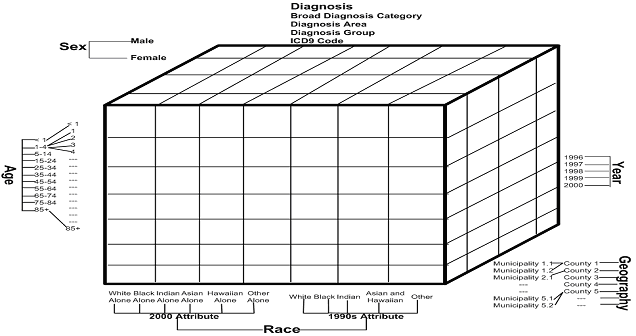 Diagnosis
Broad Diagnosis Category
Diagnosis Area
Diagnosis Group
ICD9 Code
Sex
Male
Female
Age
< 1
1-4
5-14
15-24
25-34
35-44
45-54
55-64
65-74
75-84
85+
< 1
1
2
3
4
---
---
---
---
---
---
---
---
85+
1996
1997
1998
1999
2000
Year
Municipality 1.1
Municipality 1.2
Municipality 2.1
---
Municipality 5.1
Municipality 5.2
County 1
County 2
County 3
County 4
County 5
---
---
Geography
White Alone
Black Alone
Indian Alone
Asian Alone
Hawaiian Alone
Other Alone
2000 Attribute
White
Black
Indian
Asian and Hawaiian
Other
1990s Attribute
Race